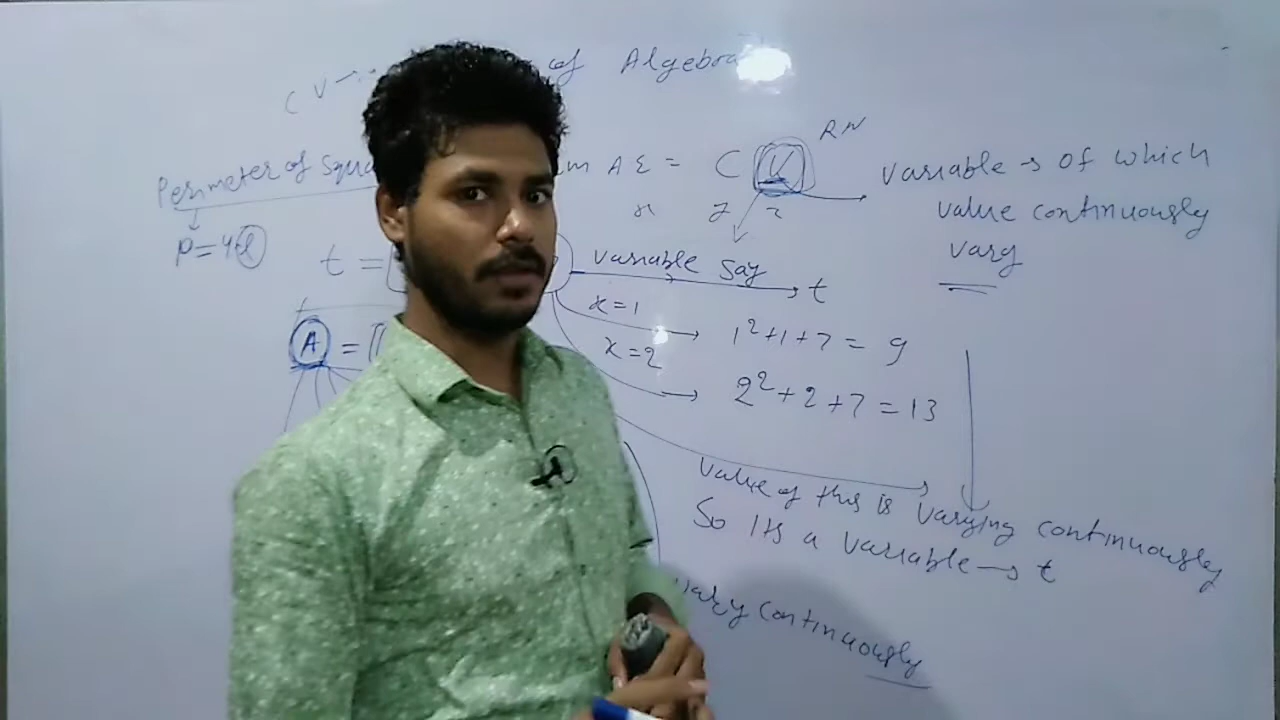 of Algebra
C V
RN
Perimeter of Squa
m A E = C V
variable → of which
value continuously
vary
x y z
P = 4l
t =
variable say → t
x=1 → 1²+1+7 = 9
A =
x=2 → 2²+2+7 = 13
value of this is varying continuously
So its a variable → t
vary continuously